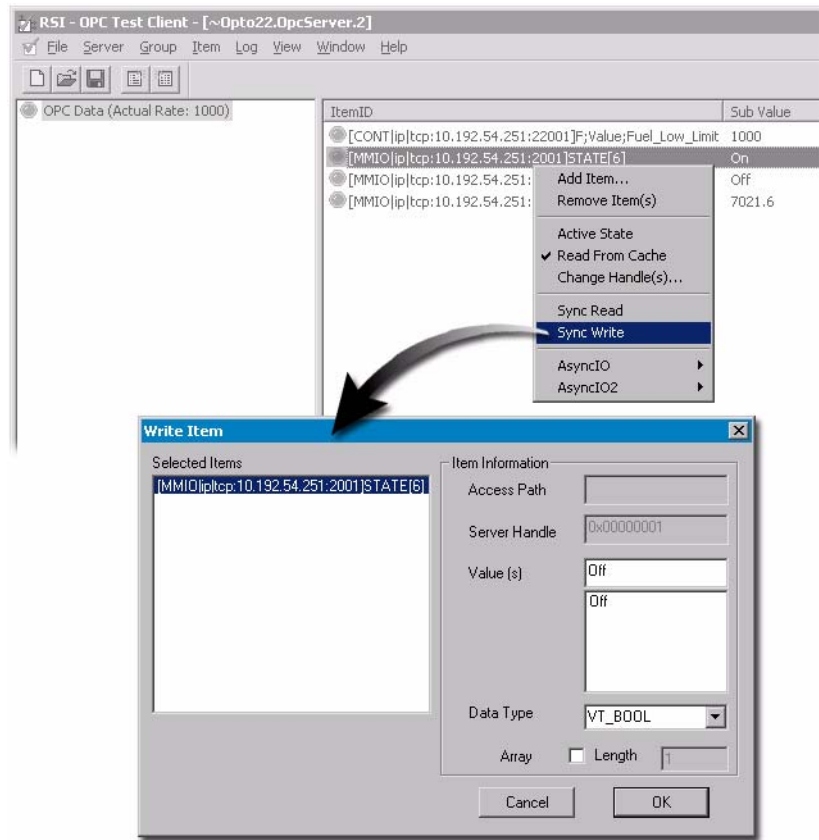 RSI - OPC Test Client - [~Opto22.OpcServer.2]
File Server Group Item Log View Window Help
OPC Data (Actual Rate: 1000)
ItemID Sub Value
[CONT|ip|tcp:10.192.54.251:22001]F;Value;Fuel_Low_Limit 1000
[MMIO|ip|tcp:10.192.54.251:2001]STATE[6] On
[MMIO|ip|tcp:10.192.54.251: Off
[MMIO|ip|tcp:10.192.54.251: 7021.6
Add Item...
Remove Item(s)
Active State
Read From Cache
Change Handle(s)...
Sync Read
Sync Write
AsyncIO
AsyncIO2
Write Item
Selected Items
[MMIO|ip|tcp:10.192.54.251:2001]STATE[6]
Item Information
Access Path
Server Handle 0x00000001
Value (s) Off
Off
Data Type VT_BOOL
Array Length 1
Cancel OK